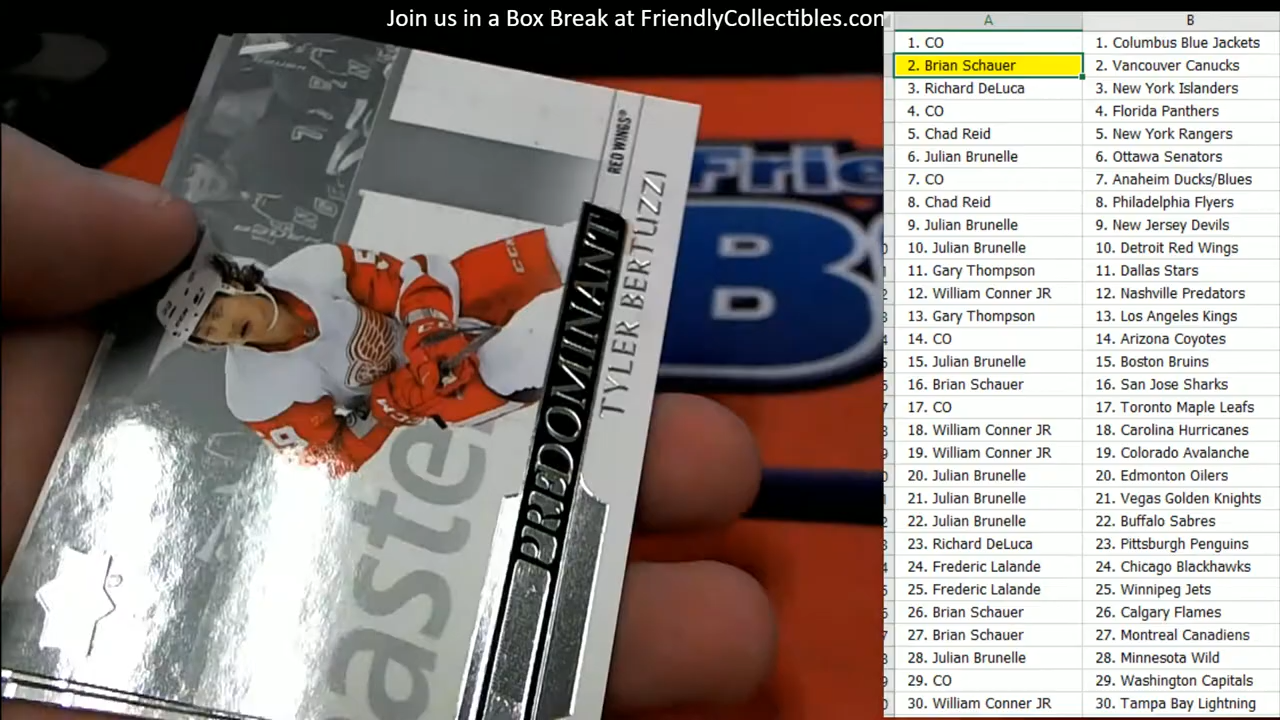 Join us in a Box Break at FriendlyCollectibles.com
RED WINGS
TYLER BERTUZZI
PREDOMINANT
CCM
aste
Frie
B
A B
1. CO 1. Columbus Blue Jackets
2. Brian Schauer 2. Vancouver Canucks
3. Richard DeLuca 3. New York Islanders
4. CO 4. Florida Panthers
5. Chad Reid 5. New York Rangers
6. Julian Brunelle 6. Ottawa Senators
7. CO 7. Anaheim Ducks/Blues
8. Chad Reid 8. Philadelphia Flyers
9. Julian Brunelle 9. New Jersey Devils
10. Julian Brunelle 10. Detroit Red Wings
11. Gary Thompson 11. Dallas Stars
12. William Conner JR 12. Nashville Predators
13. Gary Thompson 13. Los Angeles Kings
14. CO 14. Arizona Coyotes
15. Julian Brunelle 15. Boston Bruins
16. Brian Schauer 16. San Jose Sharks
17. CO 17. Toronto Maple Leafs
18. William Conner JR 18. Carolina Hurricanes
19. William Conner JR 19. Colorado Avalanche
20. Julian Brunelle 20. Edmonton Oilers
21. Julian Brunelle 21. Vegas Golden Knights
22. Julian Brunelle 22. Buffalo Sabres
23. Richard DeLuca 23. Pittsburgh Penguins
24. Frederic Lalande 24. Chicago Blackhawks
25. Frederic Lalande 25. Winnipeg Jets
26. Brian Schauer 26. Calgary Flames
27. Brian Schauer 27. Montreal Canadiens
28. Julian Brunelle 28. Minnesota Wild
29. CO 29. Washington Capitals
30. William Conner JR 30. Tampa Bay Lightning